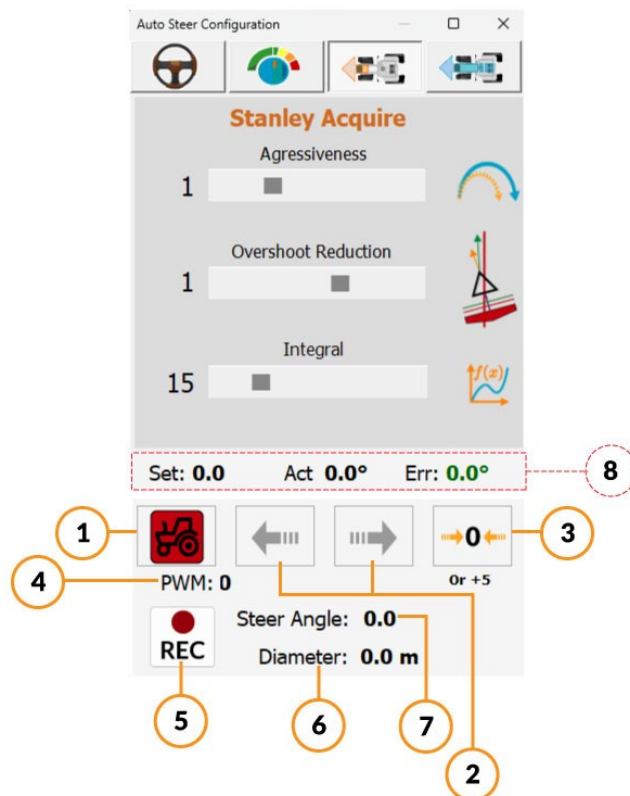 Auto Steer Configuration
Stanley Acquire
Agressiveness
1
Overshoot Reduction
1
Integral
15
f(x)
Set: 0.0 Act 0.0° Err: 0.0°
8
1
0
3
4
PWM: 0
Or +5
REC
Steer Angle: 0.0
Diameter: 0.0 m
5
6
7
2